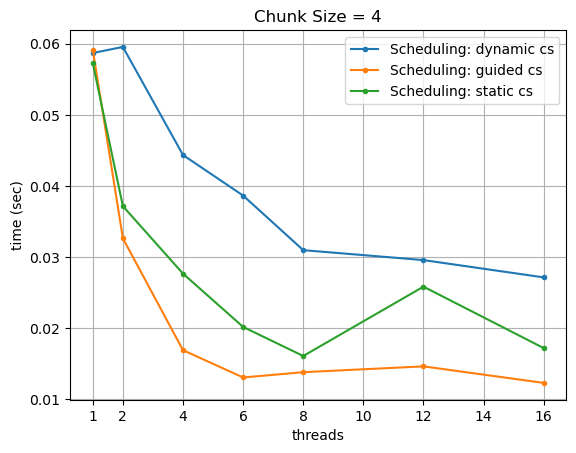 Chunk Size = 4
Scheduling: dynamic cs
Scheduling: guided cs
Scheduling: static cs
time (sec)
0.06
0.05
0.04
0.03
0.02
0.01
1 2 4 6 8 10 12 14 16
threads